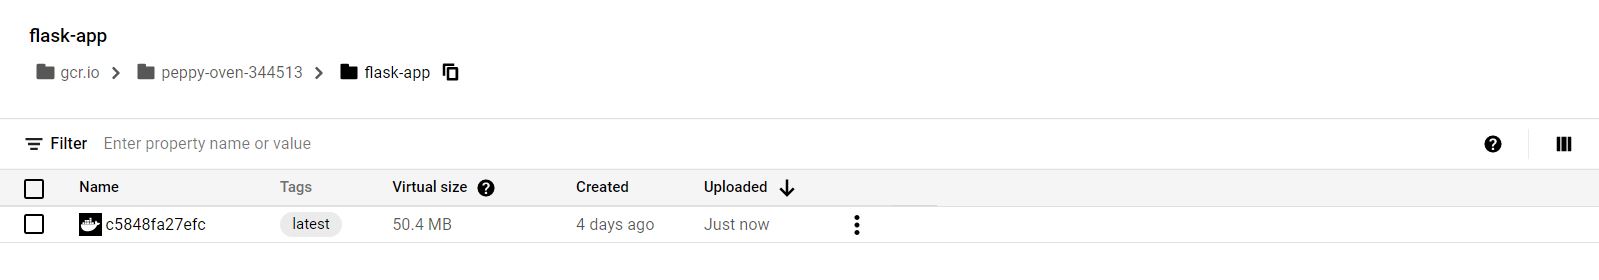 flask-app
gcr.io peppy-oven-344513 flask-app
Filter Enter property name or value
Name Tags Virtual size Created Uploaded
c5848fa27efc latest 50.4 MB 4 days ago Just now